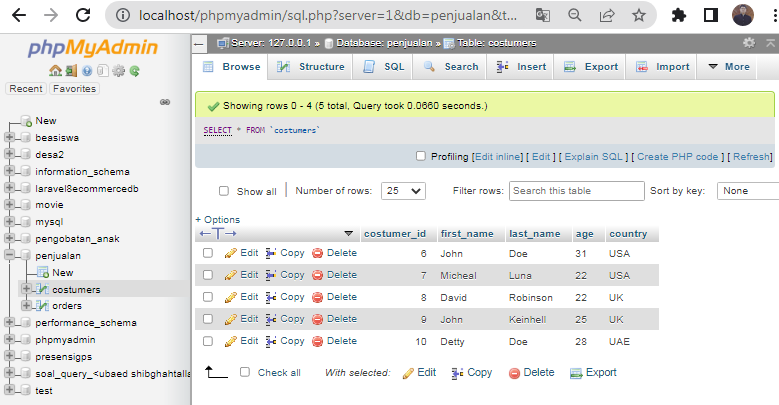 localhost/phpmyadmin/sql.php?server=1&db=penjualan&t...
phpMyAdmin
Recent Favorites
New
beasiswa
desa2
information_schema
laravel8ecommercedb
movie
mysql
pengobatan_anak
penjualan
New
costumers
orders
performance_schema
phpmyadmin
presensigps
soal_query_<ubaed shibghahtalla
test
Server: 127.0.0.1 » Database: penjualan » Table: costumers
Browse Structure SQL Search Insert Export Import More
Showing rows 0 - 4 (5 total, Query took 0.0660 seconds.)
SELECT * FROM `costumers`
Profiling [Edit inline] [ Edit ] [ Explain SQL ] [ Create PHP code ] [ Refresh]
Show all Number of rows: 25 Filter rows: Search this table Sort by key: None
+ Options
costumer_id first_name last_name age country
Edit Copy Delete 6 John Doe 31 USA
Edit Copy Delete 7 Micheal Luna 22 USA
Edit Copy Delete 8 David Robinson 22 UK
Edit Copy Delete 9 John Keinhell 25 UK
Edit Copy Delete 10 Detty Doe 28 UAE
Check all With selected: Edit Copy Delete Export